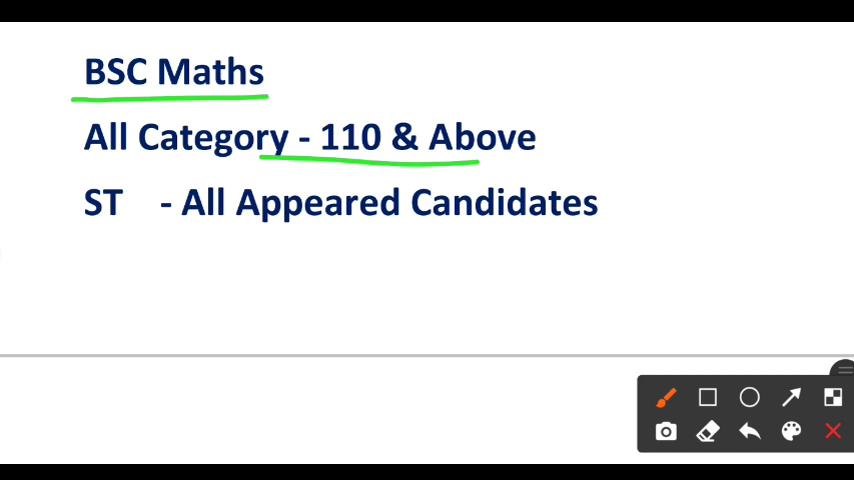 BSC Maths
All Category - 110 & Above
ST - All Appeared Candidates